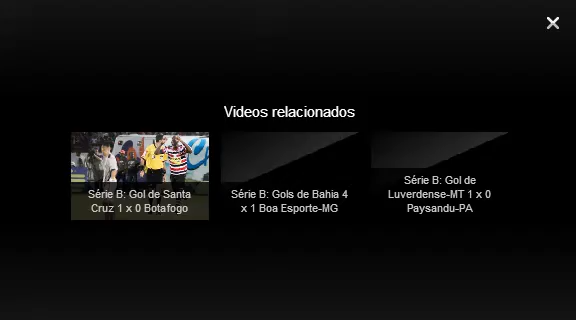 Videos relacionados
Série B: Gol de Santa
Cruz 1 x 0 Botafogo
Série B: Gols de Bahia 4
x 1 Boa Esporte-MG
Série B: Gol de
Luverdense-MT 1 x 0
Paysandu-PA